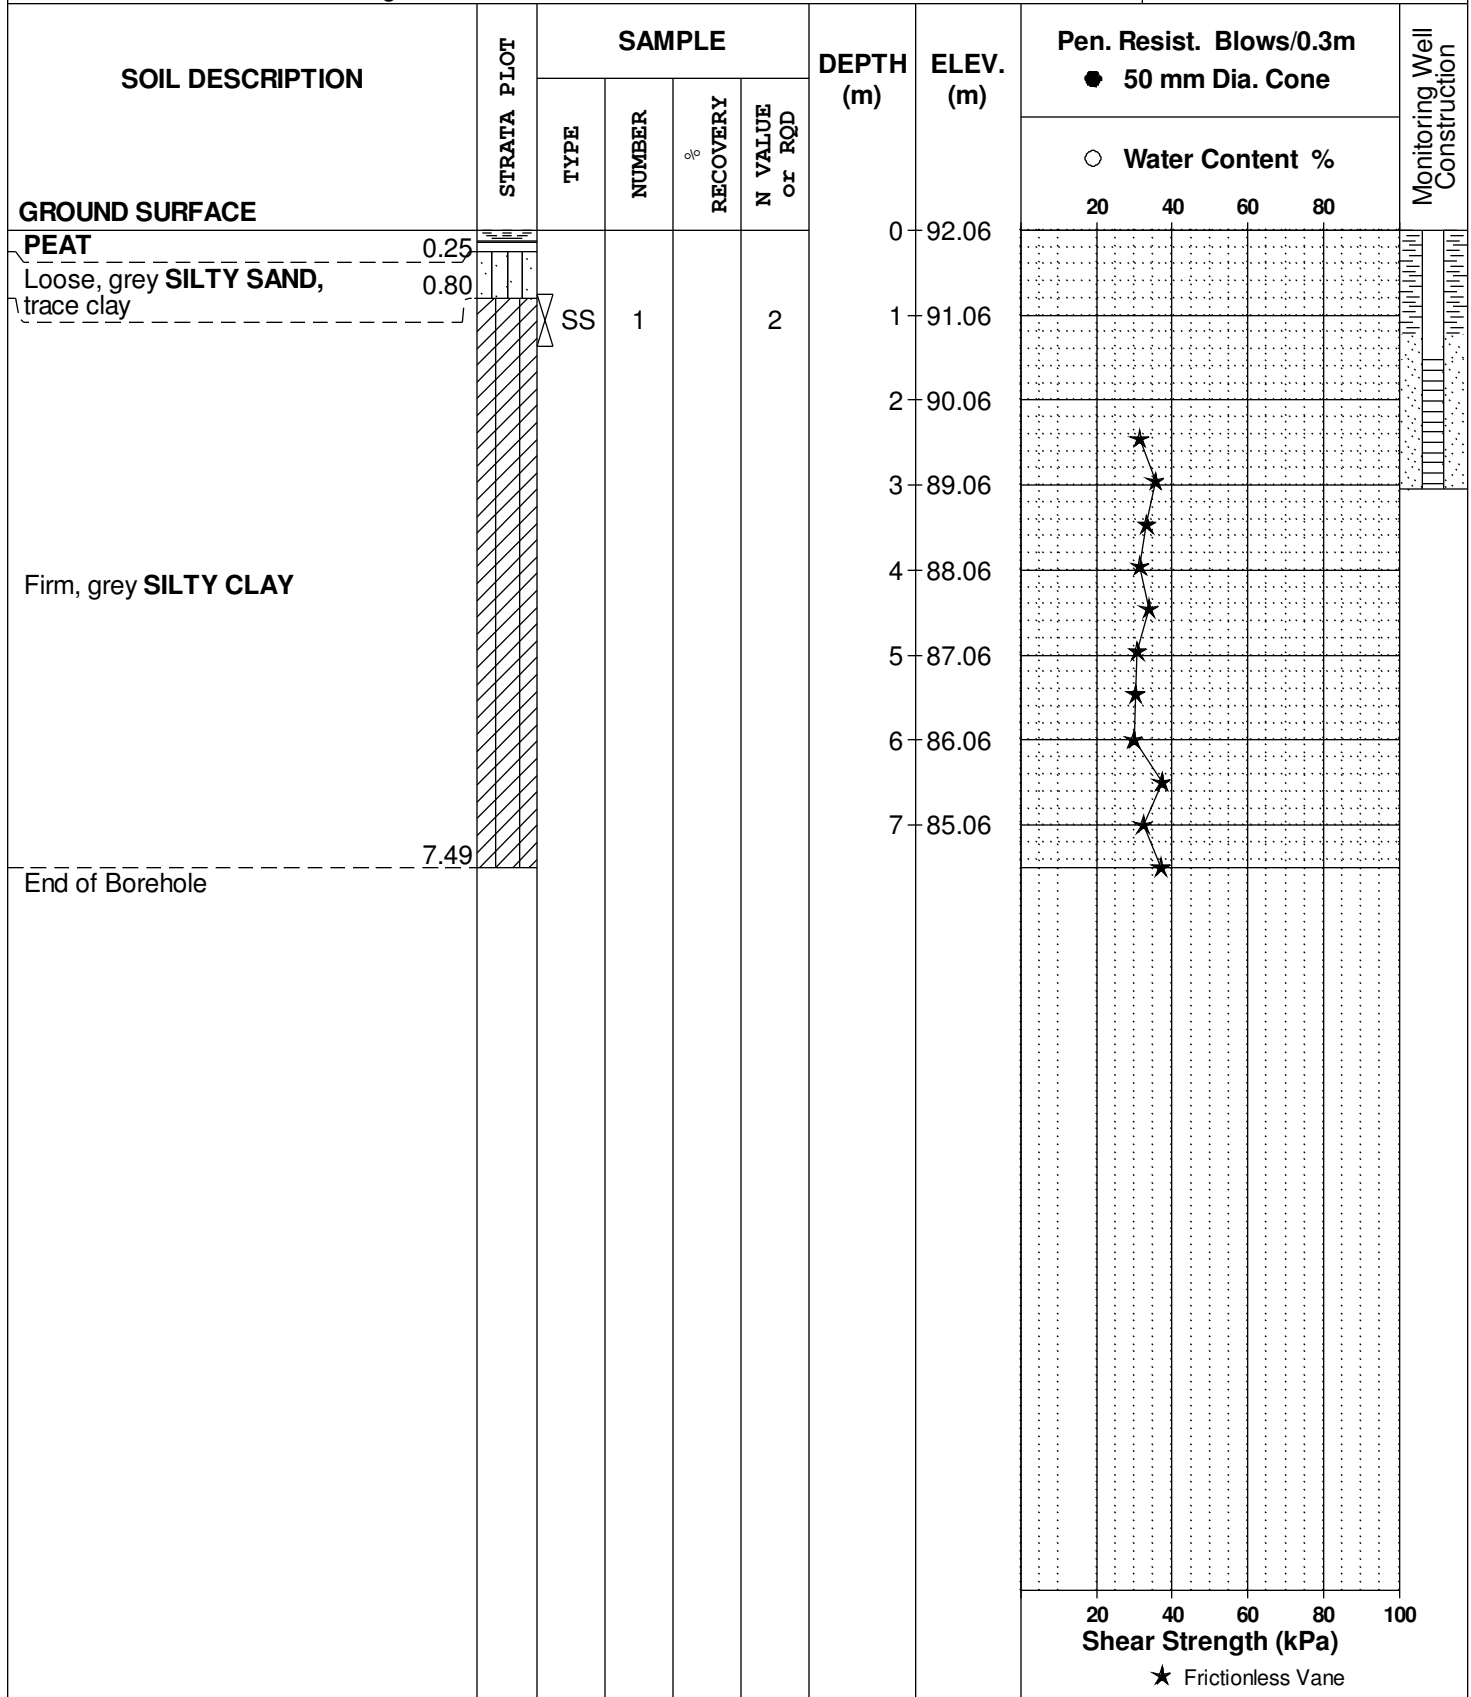 SOIL DESCRIPTION
GROUND SURFACE
STRATA PLOT
SAMPLE
TYPE
NUMBER
% RECOVERY
N VALUE or RQD
DEPTH (m)
ELEV. (m)
Pen. Resist. Blows/0.3m
● 50 mm Dia. Cone
○ Water Content %
20 40 60 80
Monitoring Well Construction
PEAT 0.25
Loose, grey SILTY SAND, 0.80
trace clay
SS 1 2
Firm, grey SILTY CLAY
7.49
End of Borehole
0 92.06
1 91.06
2 90.06
3 89.06
4 88.06
5 87.06
6 86.06
7 85.06
20 40 60 80 100
Shear Strength (kPa)
★ Frictionless Vane